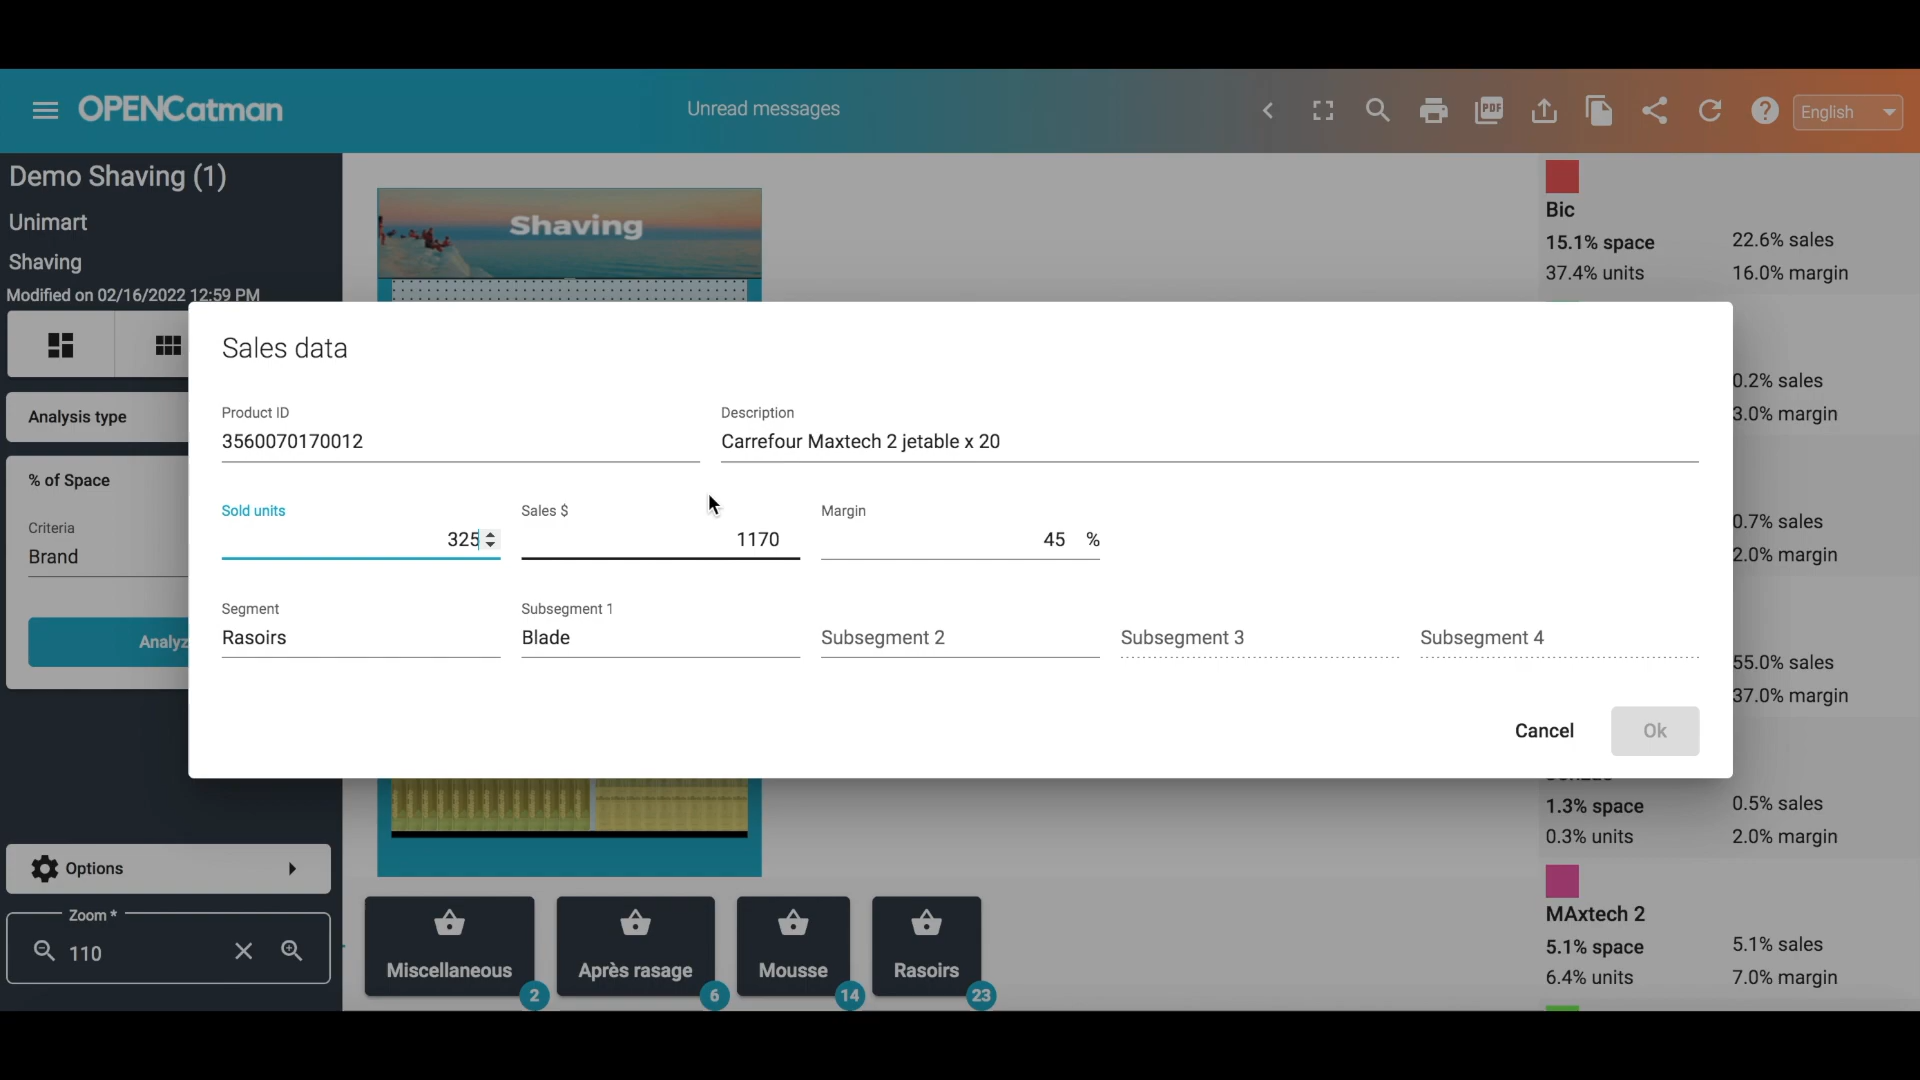 OPENCatman
Unread messages
PDF
English
Demo Shaving (1)
Unimart
Shaving
Modified on 02/16/2022 12:59 PM
Analysis type
% of Space
Criteria
Brand
Analyz
Options
Zoom *
110
Shaving
Sales data
Product ID
3560070170012
Description
Carrefour Maxtech 2 jetable x 20
Sold units
325
Sales $
1170
Margin
45 %
Segment
Rasoirs
Subsegment 1
Blade
Subsegment 2
Subsegment 3
Subsegment 4
Cancel
Ok
Miscellaneous
2
Après rasage
6
Mousse
14
Rasoirs
23
Bic
15.1% space 22.6% sales
37.4% units 16.0% margin
0.2% sales
3.0% margin
0.7% sales
2.0% margin
55.0% sales
37.0% margin
1.3% space 0.5% sales
0.3% units 2.0% margin
MAxtech 2
5.1% space 5.1% sales
6.4% units 7.0% margin